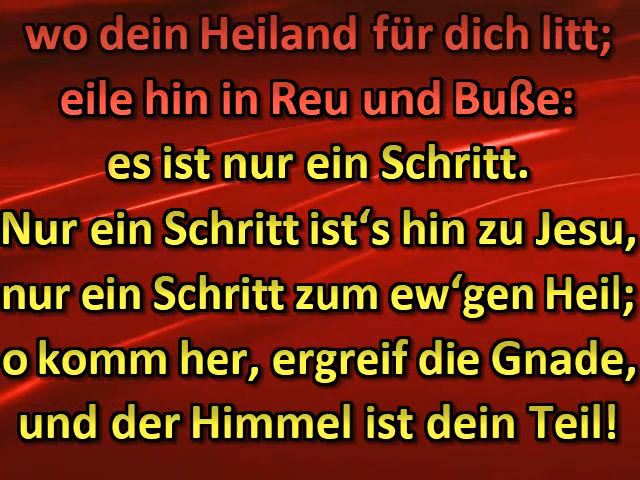 wo dein Heiland für dich litt;
eile hin in Reu und Buße:
es ist nur ein Schritt.
Nur ein Schritt ist‘s hin zu Jesu,
nur ein Schritt zum ew‘gen Heil;
o komm her, ergreif die Gnade,
und der Himmel ist dein Teil!